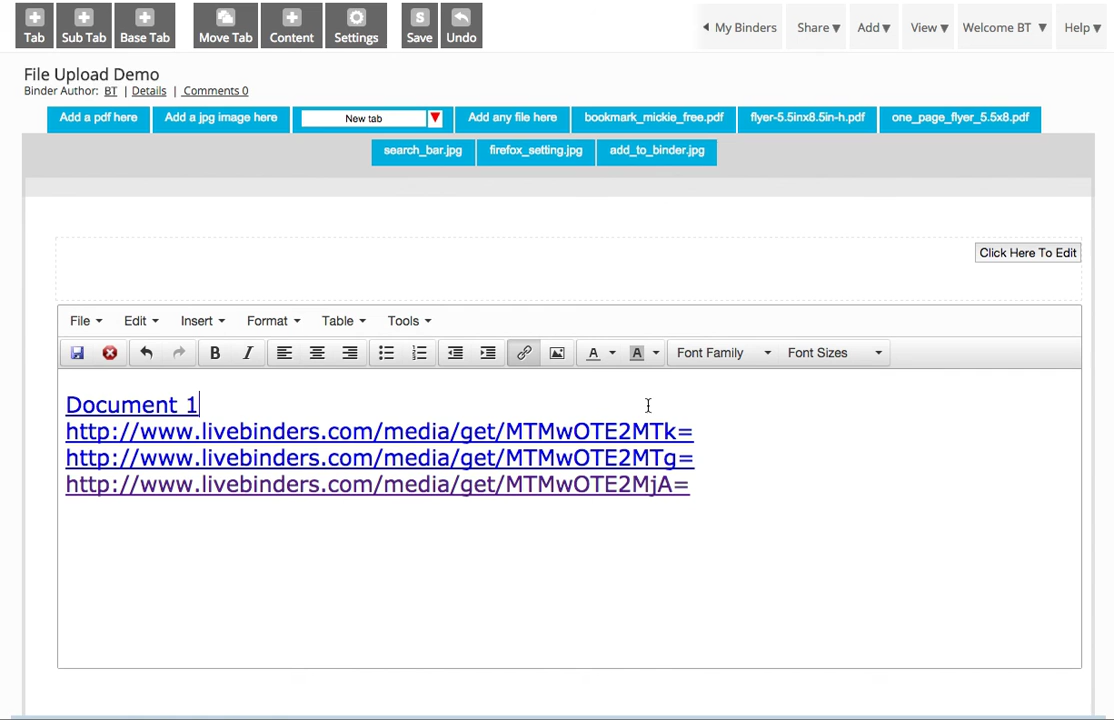 Tab Sub Tab Base Tab Move Tab Content Settings S Save Undo My Binders Share Add View Welcome BT Help
File Upload Demo
Binder Author: BT | Details | Comments 0
Add a pdf here Add a jpg image here New tab Add any file here bookmark_mickie_free.pdf flyer-5.5inx8.5in-h.pdf one_page_flyer_5.5x8.pdf
search_bar.jpg firefox_setting.jpg add_to_binder.jpg
Click Here To Edit
File Edit Insert Format Table Tools
B I A A Font Family Font Sizes
Document 1
http://www.livebinders.com/media/get/MTMwOTE2MTk=
http://www.livebinders.com/media/get/MTMwOTE2MTg=
http://www.livebinders.com/media/get/MTMwOTE2MjA=